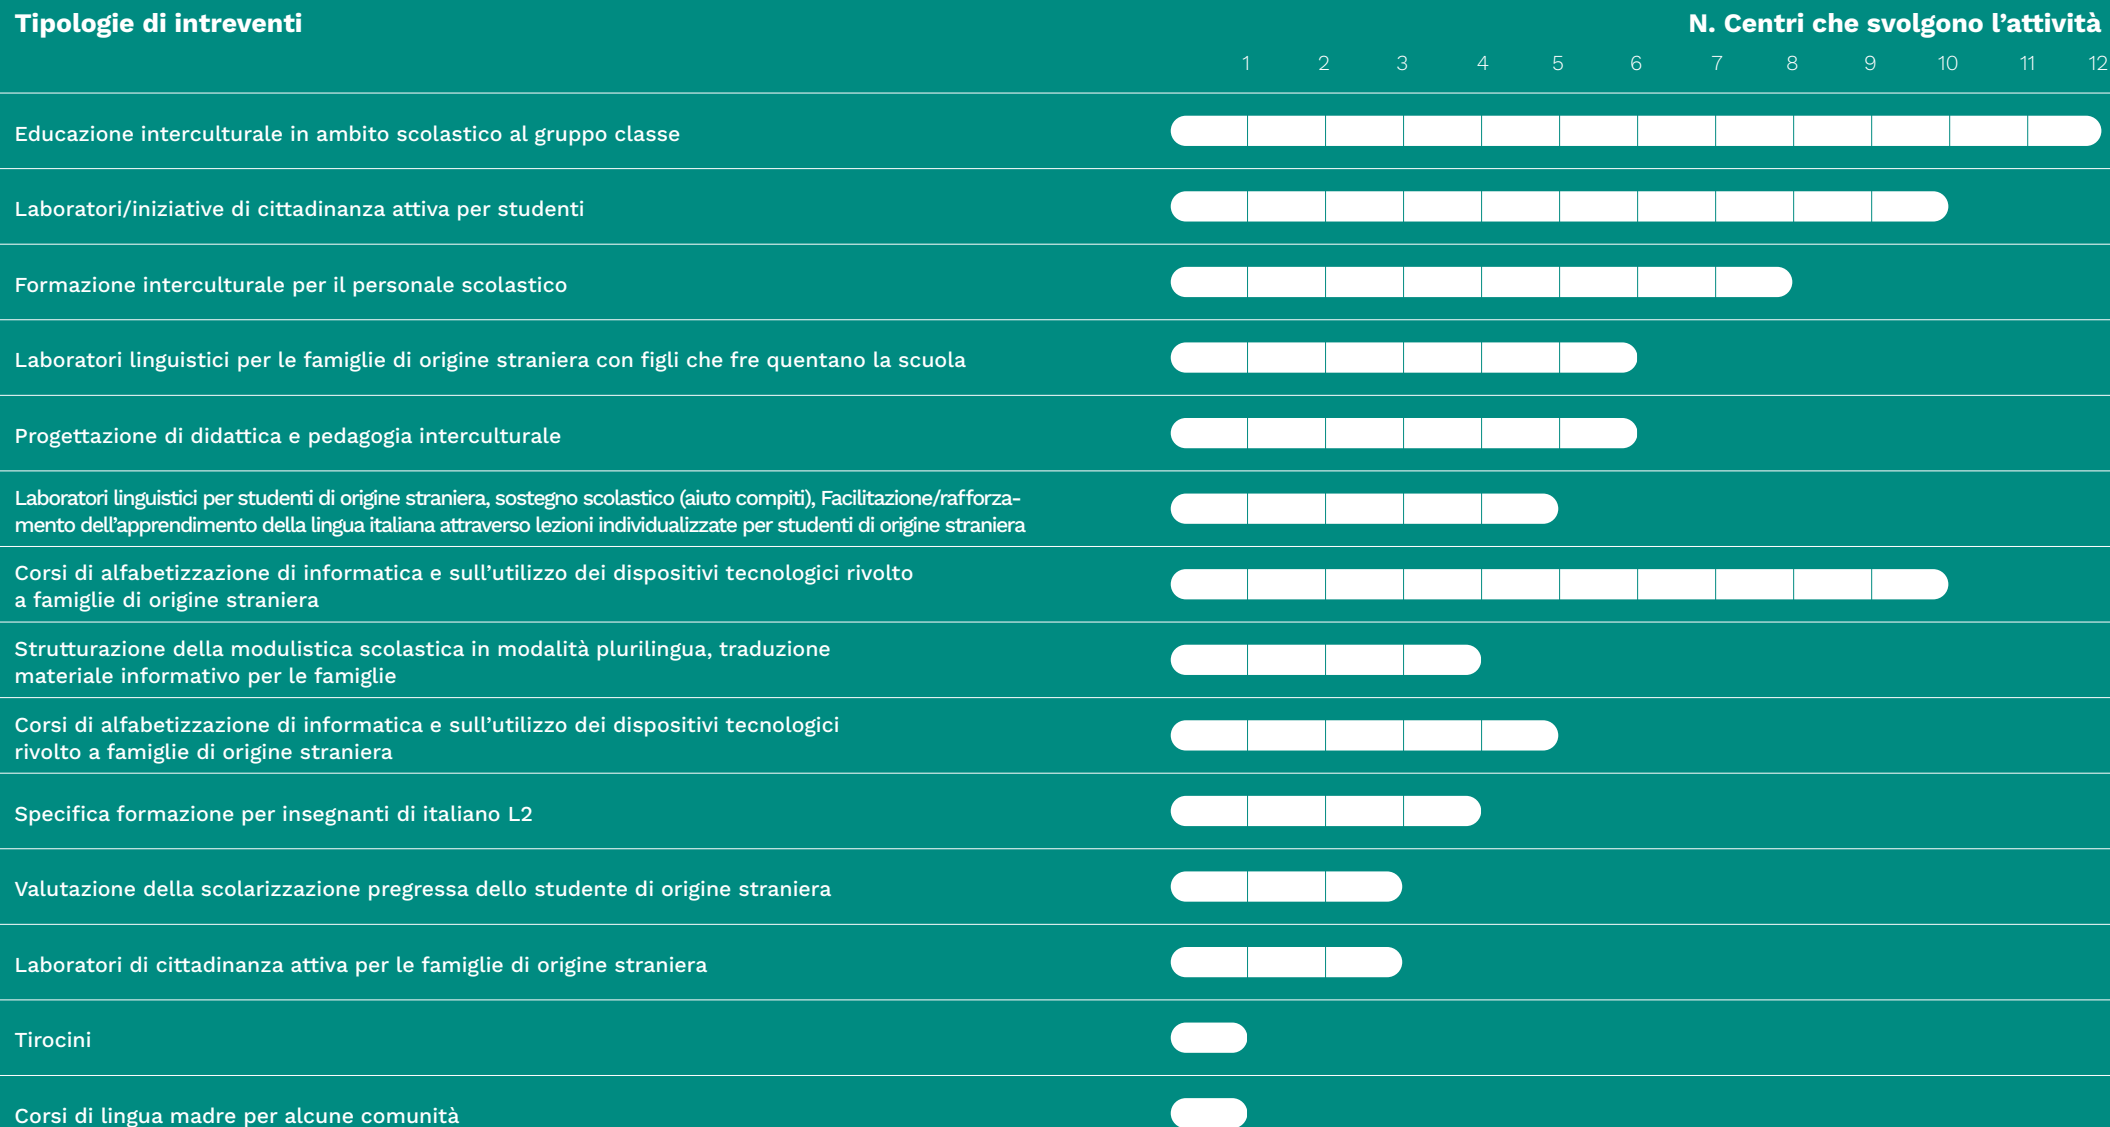 Tipologie di intreventi
N. Centri che svolgono l’attività
1 2 3 4 5 6 7 8 9 10 11 12
Educazione interculturale in ambito scolastico al gruppo classe
Laboratori/iniziative di cittadinanza attiva per studenti
Formazione interculturale per il personale scolastico
Laboratori linguistici per le famiglie di origine straniera con figli che fre quentano la scuola
Progettazione di didattica e pedagogia interculturale
Laboratori linguistici per studenti di origine straniera, sostegno scolastico (aiuto compiti), Facilitazione/rafforza-
mento dell’apprendimento della lingua italiana attraverso lezioni individualizzate per studenti di origine straniera
Corsi di alfabetizzazione di informatica e sull’utilizzo dei dispositivi tecnologici rivolto
a famiglie di origine straniera
Strutturazione della modulistica scolastica in modalità plurilingua, traduzione
materiale informativo per le famiglie
Corsi di alfabetizzazione di informatica e sull’utilizzo dei dispositivi tecnologici
rivolto a famiglie di origine straniera
Specifica formazione per insegnanti di italiano L2
Valutazione della scolarizzazione pregressa dello studente di origine straniera
Laboratori di cittadinanza attiva per le famiglie di origine straniera
Tirocini
Corsi di lingua madre per alcune comunità